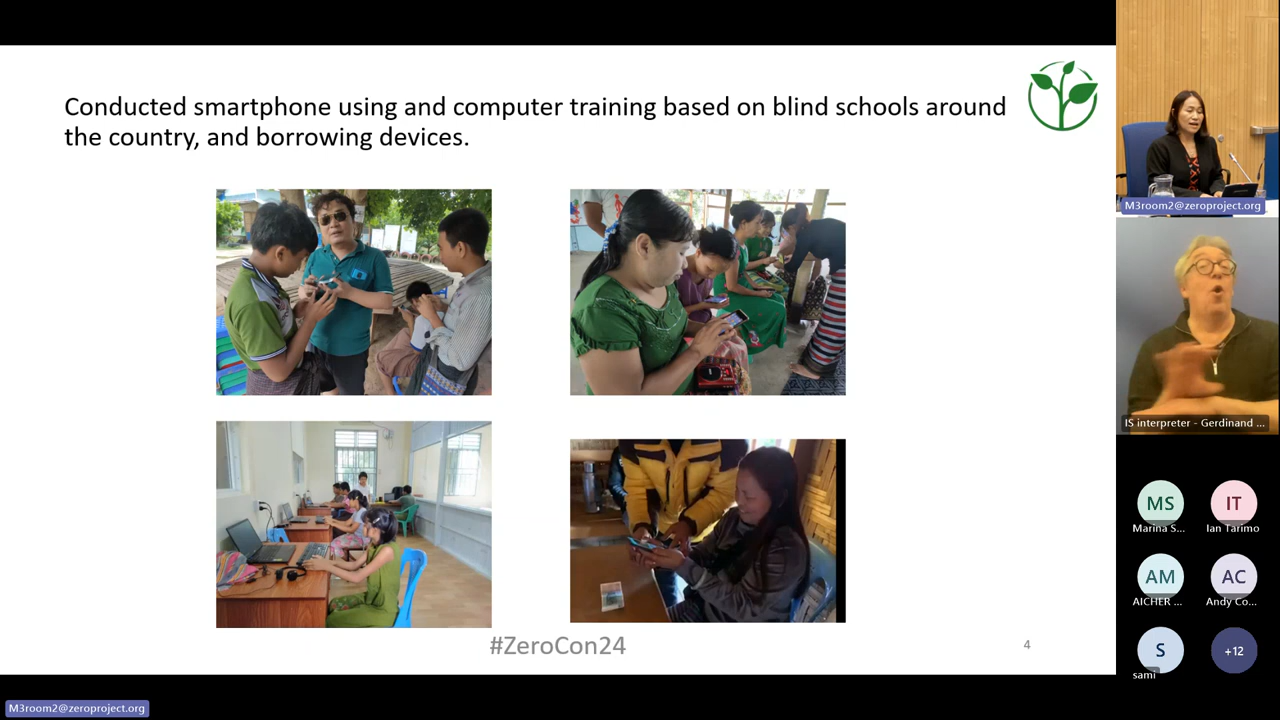 Conducted smartphone using and computer training based on blind schools around
the country, and borrowing devices.
#ZeroCon24
4
M3room2@zeroproject.org
IS interpreter - Gerdinand ...
MS
Marina S...
IT
Ian Tarimo
AM
AICHER ...
AC
Andy Co...
S
sami
+12
M3room2@zeroproject.org